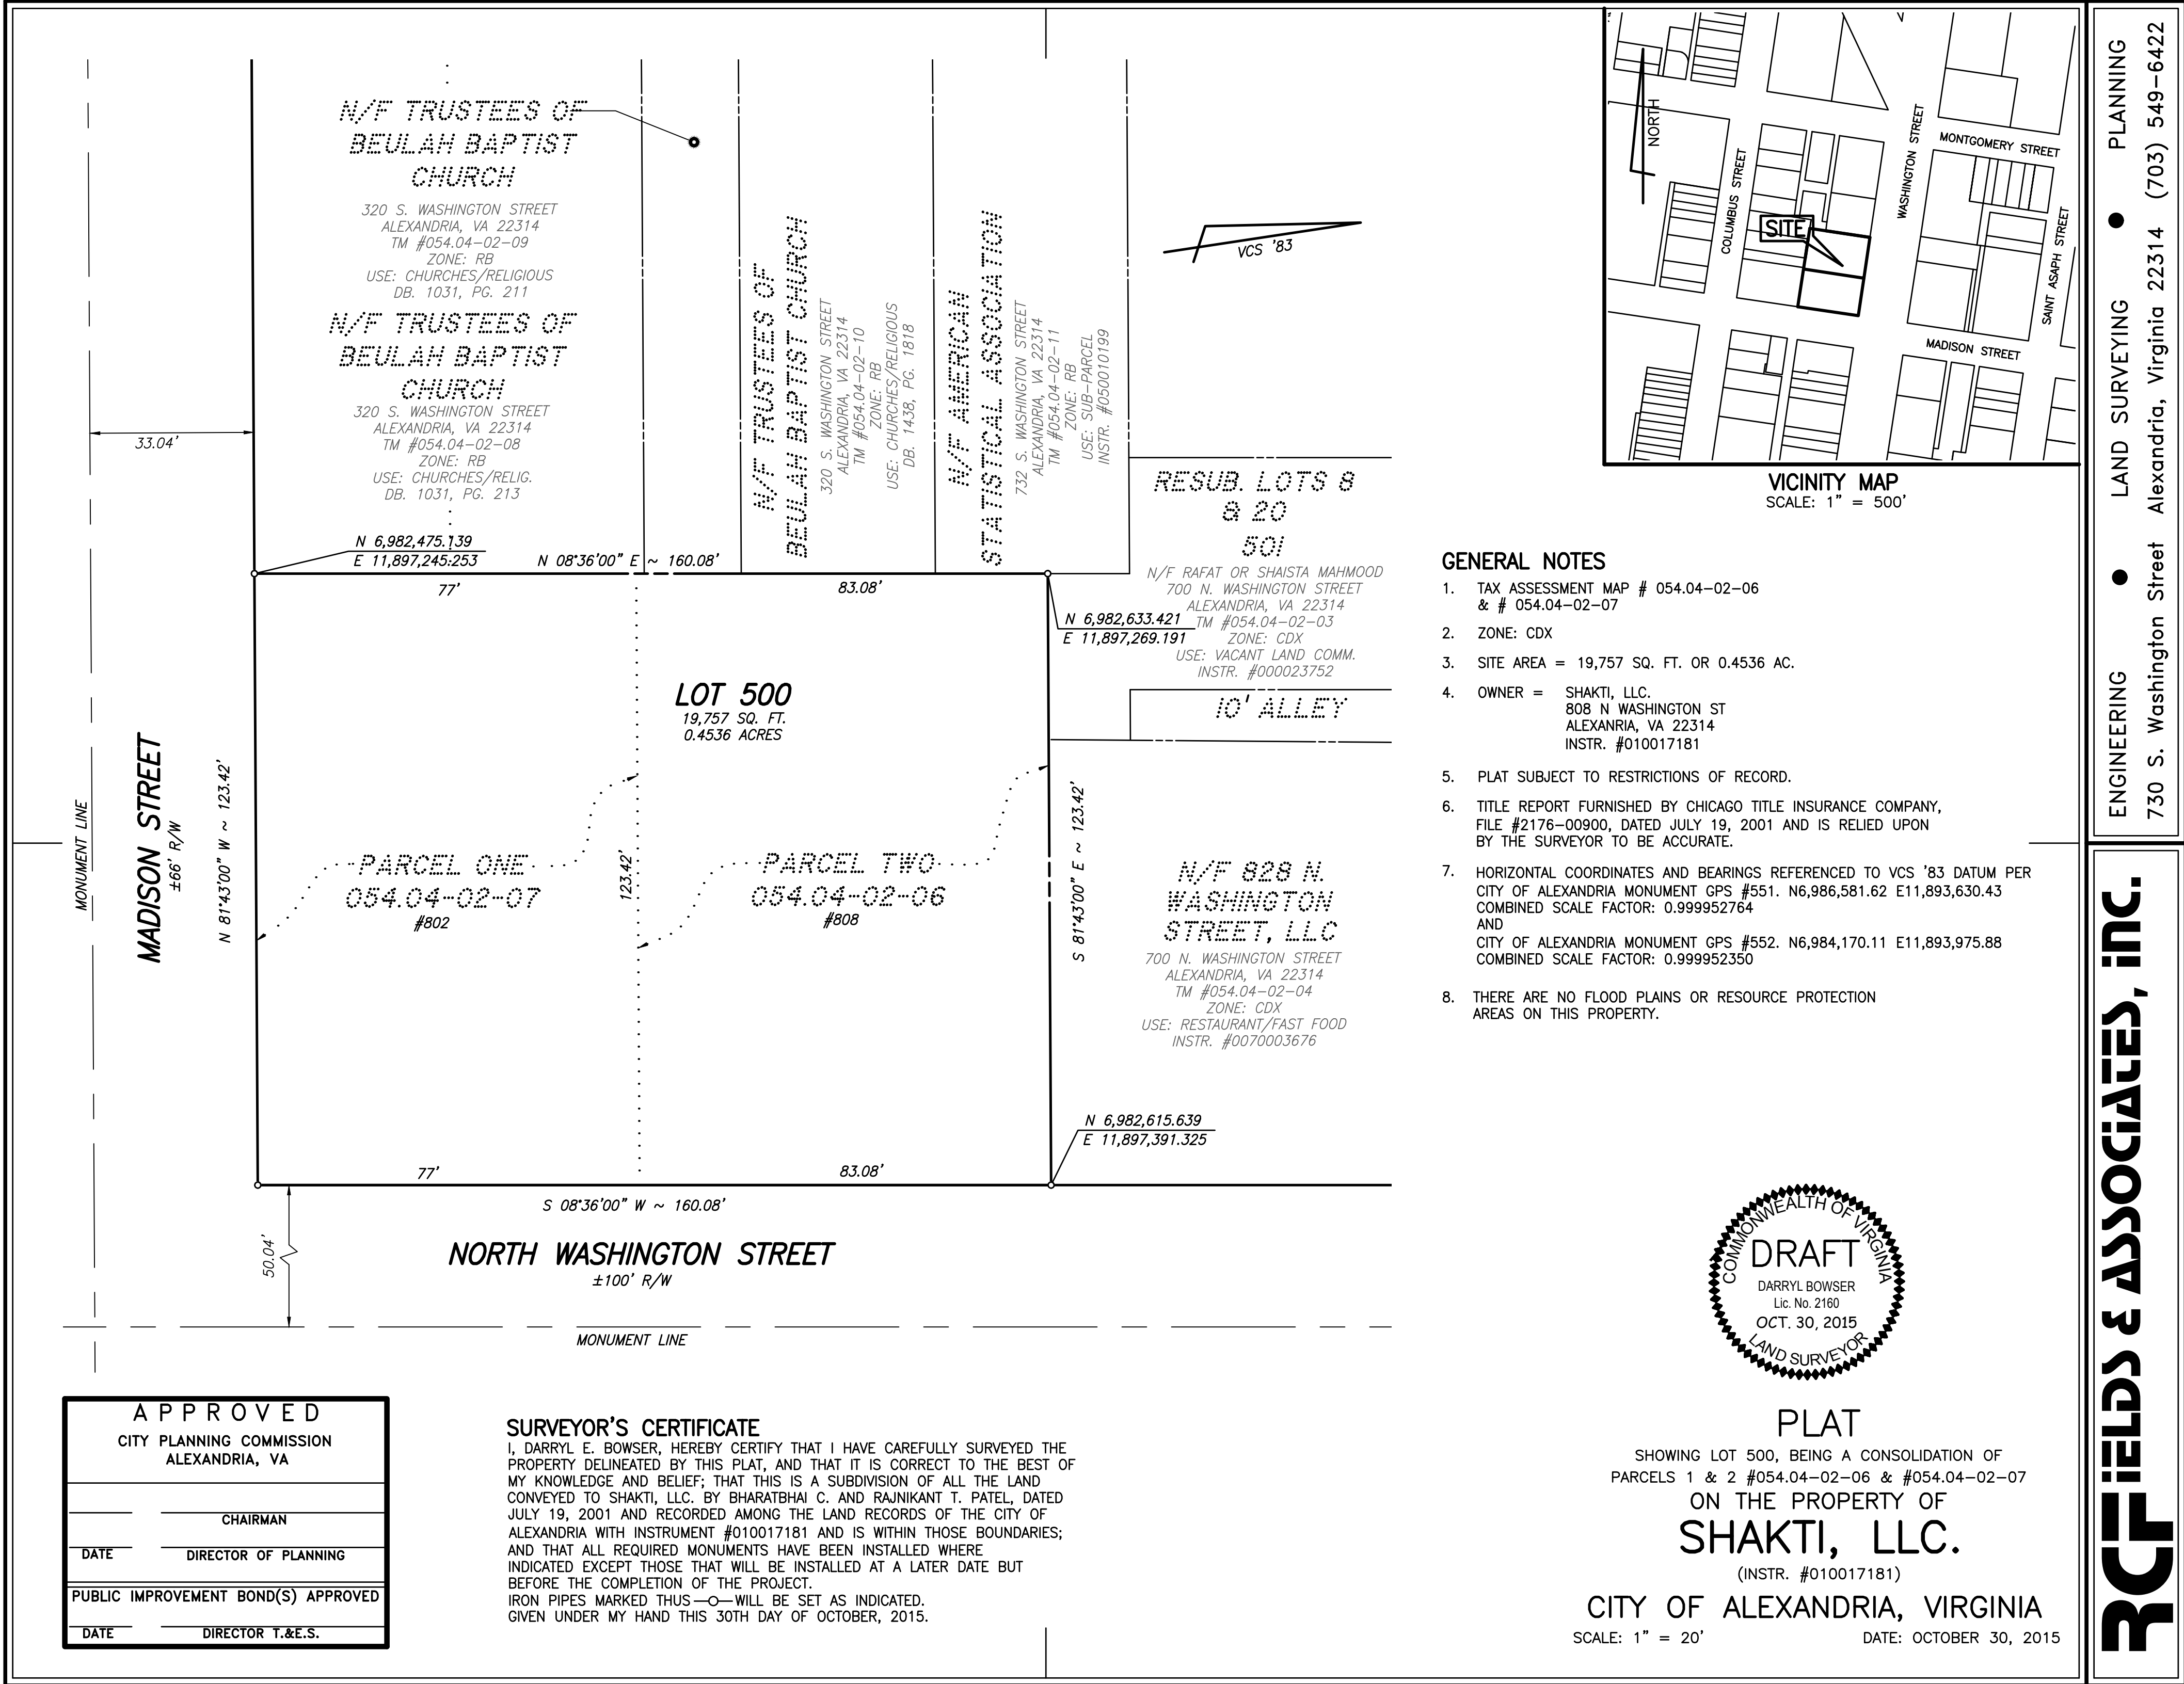 N/F TRUSTEES OF
BEULAH BAPTIST
CHURCH
320 S. WASHINGTON STREET
ALEXANDRIA, VA 22314
TM #054.04-02-09
ZONE: RB
USE: CHURCHES/RELIGIOUS
DB. 1031, PG. 211
N/F TRUSTEES OF
BEULAH BAPTIST
CHURCH
320 S. WASHINGTON STREET
ALEXANDRIA, VA 22314
TM #054.04-02-08
ZONE: RB
USE: CHURCHES/RELIG.
DB. 1031, PG. 213
N/F TRUSTEES OF
BEULAH BAPTIST CHURCH
320 S. WASHINGTON STREET
ALEXANDRIA, VA 22314
TM #054.04-02-10
ZONE: RB
USE: CHURCHES/RELIGIOUS
DB. 1438, PG. 1818
N/F AMERICAN
STATISTICAL ASSOCIATION
732 S. WASHINGTON STREET
ALEXANDRIA, VA 22314
TM #054.04-02-11
ZONE: RB
USE: SUB-PARCEL
INSTR. #050010199
VCS '83
33.04'
N 6,982,475.139
E 11,897,245.253
N 08°36'00" E ~ 160.08'
77'
83.08'
RESUB. LOTS 8
& 20
501
N/F RAFAT OR SHAISTA MAHMOOD
700 N. WASHINGTON STREET
ALEXANDRIA, VA 22314
TM #054.04-02-03
ZONE: CDX
USE: VACANT LAND COMM.
INSTR. #000023752
N 6,982,633.421
E 11,897,269.191
10' ALLEY
LOT 500
19,757 SQ. FT.
0.4536 ACRES
MONUMENT LINE
MADISON STREET
±66' R/W
N 81°43'00" W ~ 123.42'
PARCEL ONE
054.04-02-07
#802
123.42'
PARCEL TWO
054.04-02-06
#808
S 81°43'00" E ~ 123.42'
N/F 828 N.
WASHINGTON
STREET, LLC
700 N. WASHINGTON STREET
ALEXANDRIA, VA 22314
TM #054.04-02-04
ZONE: CDX
USE: RESTAURANT/FAST FOOD
INSTR. #0070003676
N 6,982,615.639
E 11,897,391.325
77'
83.08'
S 08°36'00" W ~ 160.08'
50.04'
NORTH WASHINGTON STREET
±100' R/W
MONUMENT LINE
NORTH
COLUMBUS STREET
WASHINGTON STREET
MONTGOMERY STREET
SITE
SAINT ASAPH STREET
MADISON STREET
VICINITY MAP
SCALE: 1" = 500'
GENERAL NOTES
1. TAX ASSESSMENT MAP # 054.04-02-06
& # 054.04-02-07
2. ZONE: CDX
3. SITE AREA = 19,757 SQ. FT. OR 0.4536 AC.
4. OWNER = SHAKTI, LLC.
808 N WASHINGTON ST
ALEXANRIA, VA 22314
INSTR. #010017181
5. PLAT SUBJECT TO RESTRICTIONS OF RECORD.
6. TITLE REPORT FURNISHED BY CHICAGO TITLE INSURANCE COMPANY,
FILE #2176-00900, DATED JULY 19, 2001 AND IS RELIED UPON
BY THE SURVEYOR TO BE ACCURATE.
7. HORIZONTAL COORDINATES AND BEARINGS REFERENCED TO VCS '83 DATUM PER
CITY OF ALEXANDRIA MONUMENT GPS #551. N6,986,581.62 E11,893,630.43
COMBINED SCALE FACTOR: 0.999952764
AND
CITY OF ALEXANDRIA MONUMENT GPS #552. N6,984,170.11 E11,893,975.88
COMBINED SCALE FACTOR: 0.999952350
8. THERE ARE NO FLOOD PLAINS OR RESOURCE PROTECTION
AREAS ON THIS PROPERTY.
COMMONWEALTH OF VIRGINIA
DRAFT
DARRYL BOWSER
Lic. No. 2160
OCT. 30, 2015
LAND SURVEYOR
PLAT
SHOWING LOT 500, BEING A CONSOLIDATION OF
PARCELS 1 & 2 #054.04-02-06 & #054.04-02-07
ON THE PROPERTY OF
SHAKTI, LLC.
(INSTR. #010017181)
CITY OF ALEXANDRIA, VIRGINIA
SCALE: 1" = 20' DATE: OCTOBER 30, 2015
APPROVED
CITY PLANNING COMMISSION
ALEXANDRIA, VA
CHAIRMAN
DATE DIRECTOR OF PLANNING
PUBLIC IMPROVEMENT BOND(S) APPROVED
DATE DIRECTOR T.&E.S.
SURVEYOR'S CERTIFICATE
I, DARRYL E. BOWSER, HEREBY CERTIFY THAT I HAVE CAREFULLY SURVEYED THE
PROPERTY DELINEATED BY THIS PLAT, AND THAT IT IS CORRECT TO THE BEST OF
MY KNOWLEDGE AND BELIEF; THAT THIS IS A SUBDIVISION OF ALL THE LAND
CONVEYED TO SHAKTI, LLC. BY BHARATBHAI C. AND RAJNIKANT T. PATEL, DATED
JULY 19, 2001 AND RECORDED AMONG THE LAND RECORDS OF THE CITY OF
ALEXANDRIA WITH INSTRUMENT #010017181 AND IS WITHIN THOSE BOUNDARIES;
AND THAT ALL REQUIRED MONUMENTS HAVE BEEN INSTALLED WHERE
INDICATED EXCEPT THOSE THAT WILL BE INSTALLED AT A LATER DATE BUT
BEFORE THE COMPLETION OF THE PROJECT.
IRON PIPES MARKED THUS —O— WILL BE SET AS INDICATED.
GIVEN UNDER MY HAND THIS 30TH DAY OF OCTOBER, 2015.
ENGINEERING ● LAND SURVEYING ● PLANNING
730 S. Washington Street Alexandria, Virginia 22314 (703) 549-6422
RCFiELDS & ASSOCiATES, iNC.